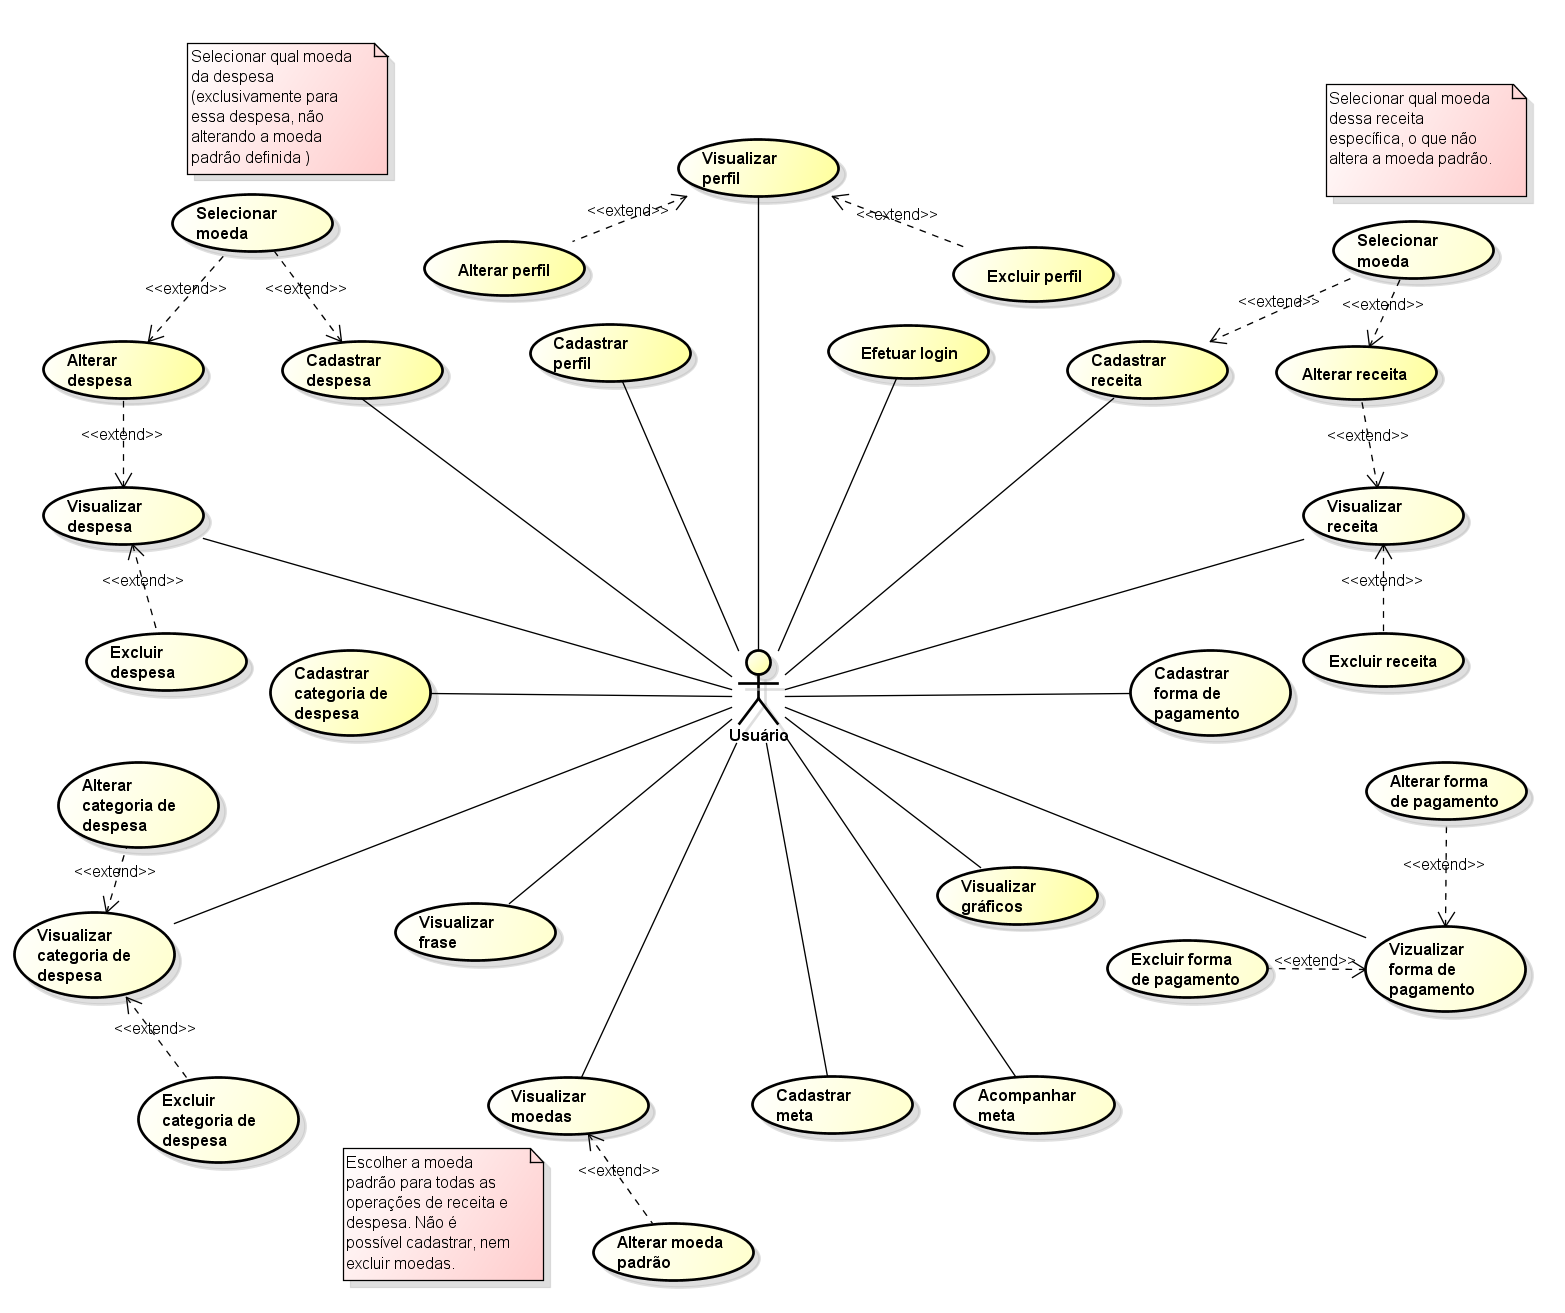 Selecionar qual moeda
da despesa
(exclusivamente para
essa despesa, não
alterando a moeda
padrão definida )
Selecionar qual moeda
dessa receita
específica, o que não
altera a moeda padrão.
Visualizar
perfil
<<extend>>
<<extend>>
Alterar perfil
Excluir perfil
Selecionar
moeda
<<extend>>
<<extend>>
Selecionar
moeda
<<extend>>
<<extend>>
Alterar
despesa
Cadastrar
despesa
Cadastrar
perfil
Efetuar login
Cadastrar
receita
Alterar receita
<<extend>>
<<extend>>
Visualizar
despesa
Visualizar
receita
<<extend>>
<<extend>>
Excluir
despesa
Excluir receita
Cadastrar
categoria de
despesa
Cadastrar
forma de
pagamento
Usuário
Alterar
categoria de
despesa
Alterar forma
de pagamento
<<extend>>
<<extend>>
Visualizar
categoria de
despesa
Visualizar
frase
Visualizar
gráficos
Excluir forma
de pagamento
<<extend>>
Vizualizar
forma de
pagamento
<<extend>>
Excluir
categoria de
despesa
Visualizar
moedas
Cadastrar
meta
Acompanhar
meta
Escolher a moeda
padrão para todas as
operações de receita e
despesa. Não é
possível cadastrar, nem
excluir moedas.
<<extend>>
Alterar moeda
padrão